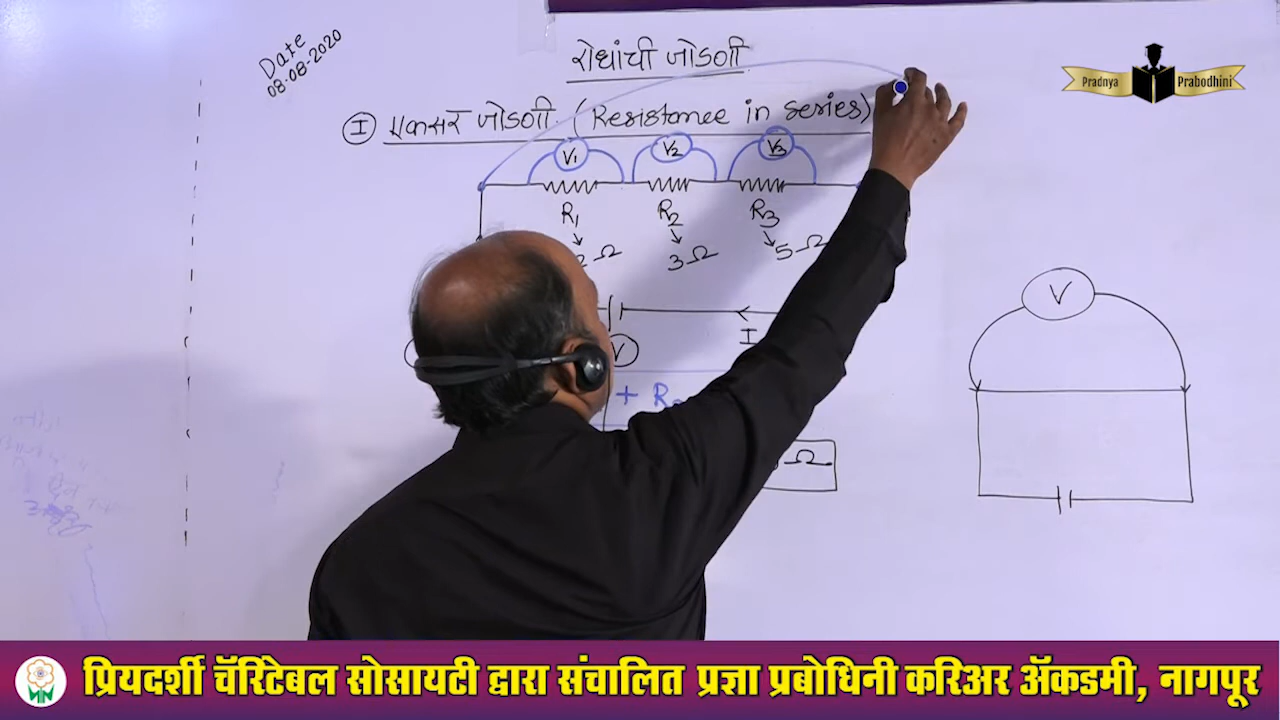 Date
08-08-2020
रोधांची जोडणी
Pradnya Prabodhini
I एकसर जोडणी (Resistance in series)
V1 V2 V3
R1 R2 R3
2Ω 3Ω 5Ω
V
I
V
+ R
Ω
प्रियदर्शी चॅरिटेबल सोसायटी द्वारा संचालित प्रज्ञा प्रबोधिनी करिअर ॲकडमी, नागपूर